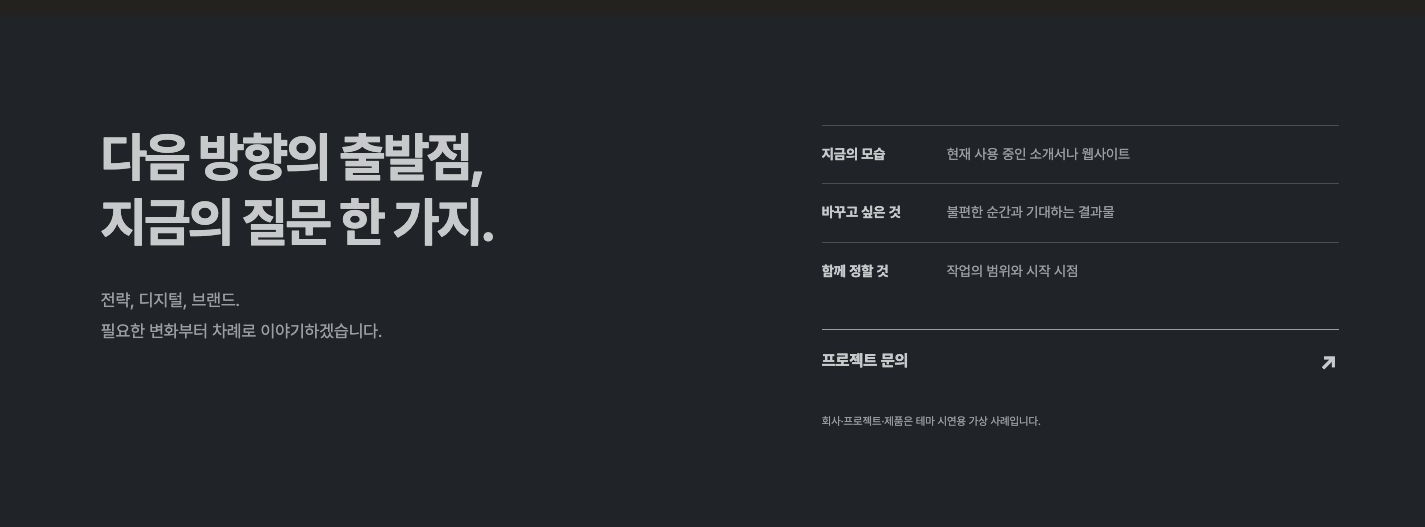 다음 방향의 출발점,
지금의 질문 한 가지.
전략, 디지털, 브랜드.
필요한 변화부터 차례로 이야기하겠습니다.
지금의 모습 현재 사용 중인 소개서나 웹사이트
바꾸고 싶은 것 불편한 순간과 기대하는 결과물
함께 정할 것 작업의 범위와 시작 시점
프로젝트 문의
회사·프로젝트·제품은 테마 시연용 가상 사례입니다.